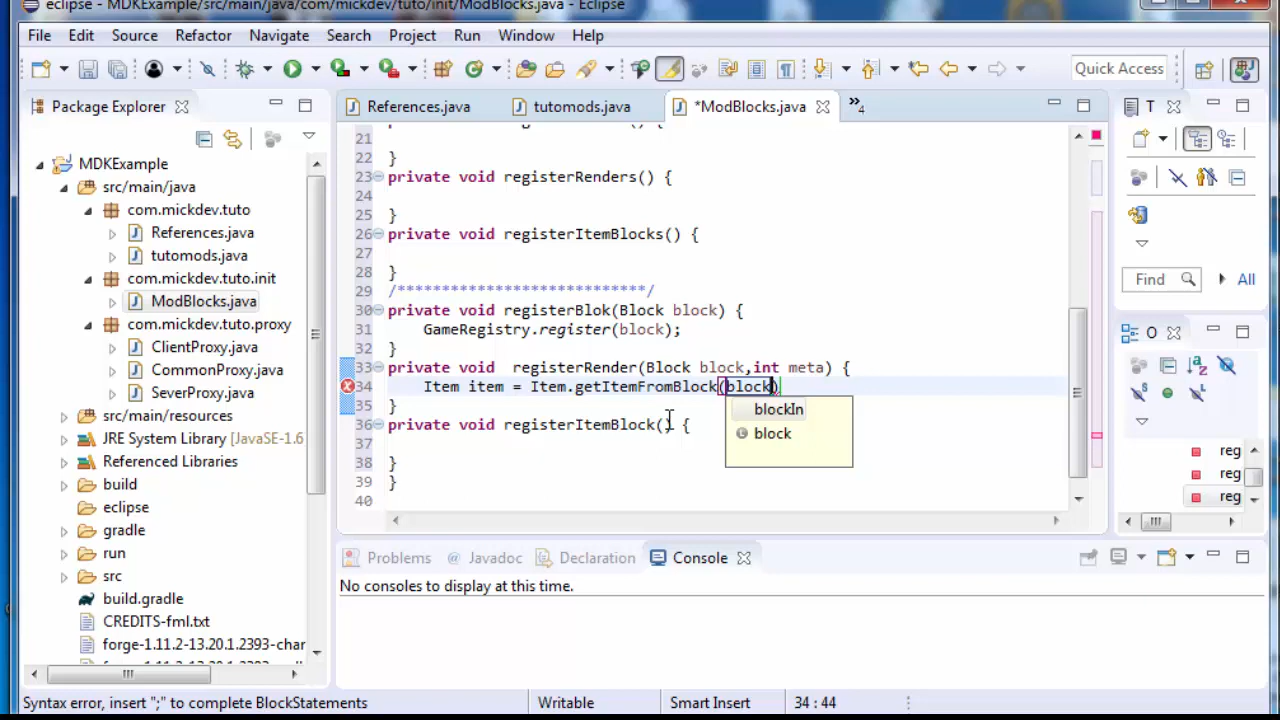 eclipse - MDKExample/src/main/java/com/mickdev/tuto/init/ModBlocks.java - Eclipse
File Edit Source Refactor Navigate Search Project Run Window Help
Quick Access
Package Explorer
References.java tutomods.java *ModBlocks.java »4
T
MDKExample
src/main/java
com.mickdev.tuto
References.java
tutomods.java
com.mickdev.tuto.init
ModBlocks.java
com.mickdev.tuto.proxy
ClientProxy.java
CommonProxy.java
SeverProxy.java
src/main/resources
JRE System Library [JavaSE-1.6
Referenced Libraries
build
eclipse
gradle
run
src
build.gradle
CREDITS-fml.txt
forge-1.11.2-13.20.1.2393-char
21
22 }
23 private void registerRenders() {
24
25 }
26 private void registerItemBlocks() {
27
28 }
29 /****************************/
30 private void registerBlok(Block block) {
31 GameRegistry.register(block);
32 }
33 private void  registerRender(Block block,int meta) {
34 Item item = Item.getItemFromBlock(block)
35 }
36 private void registerItemBlock() {
37
38 }
39 }
40
blockIn
block
Find All
O
reg
reg
reg
Problems Javadoc Declaration Console
No consoles to display at this time.
Syntax error, insert ";" to complete BlockStatements Writable Smart Insert 34 : 44